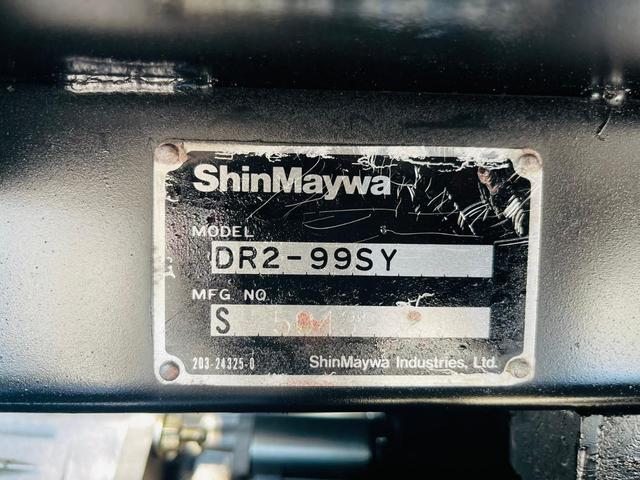 ShinMaywa
MODEL
DR2-99SY
MFG NO.
S
203-24325-0 ShinMaywa Industries, Ltd.